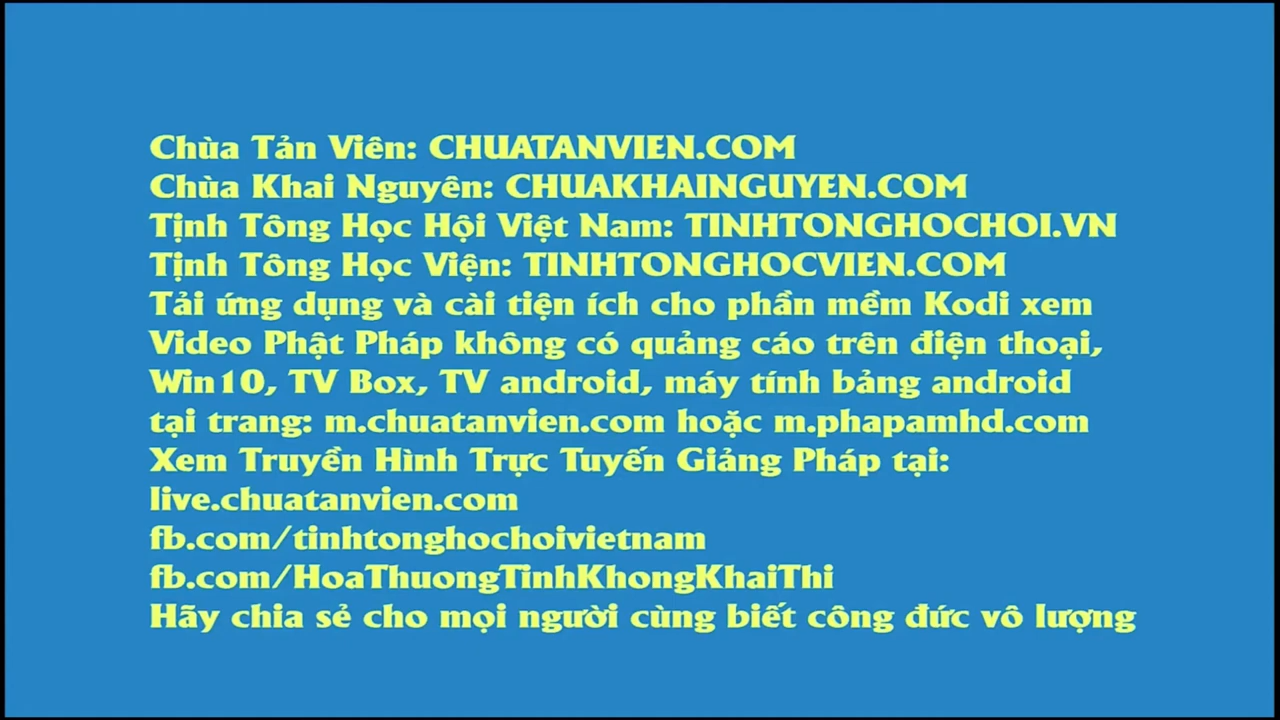 Chùa Tản Viên: CHUATANVIEN.COM
Chùa Khai Nguyên: CHUAKHAINGUYEN.COM
Tịnh Tông Học Hội Việt Nam: TINHTONGHOCHOI.VN
Tịnh Tông Học Viện: TINHTONGHOCVIEN.COM
Tải ứng dụng và cài tiện ích cho phần mềm Kodi xem
Video Phật Pháp không có quảng cáo trên điện thoại,
Win10, TV Box, TV android, máy tính bảng android
tại trang: m.chuatanvien.com hoặc m.phapamhd.com
Xem Truyền Hình Trực Tuyến Giảng Pháp tại:
live.chuatanvien.com
fb.com/tinhtonghochoivietnam
fb.com/HoaThuongTinhKhongKhaiThi
Hãy chia sẻ cho mọi người cùng biết công đức vô lượng